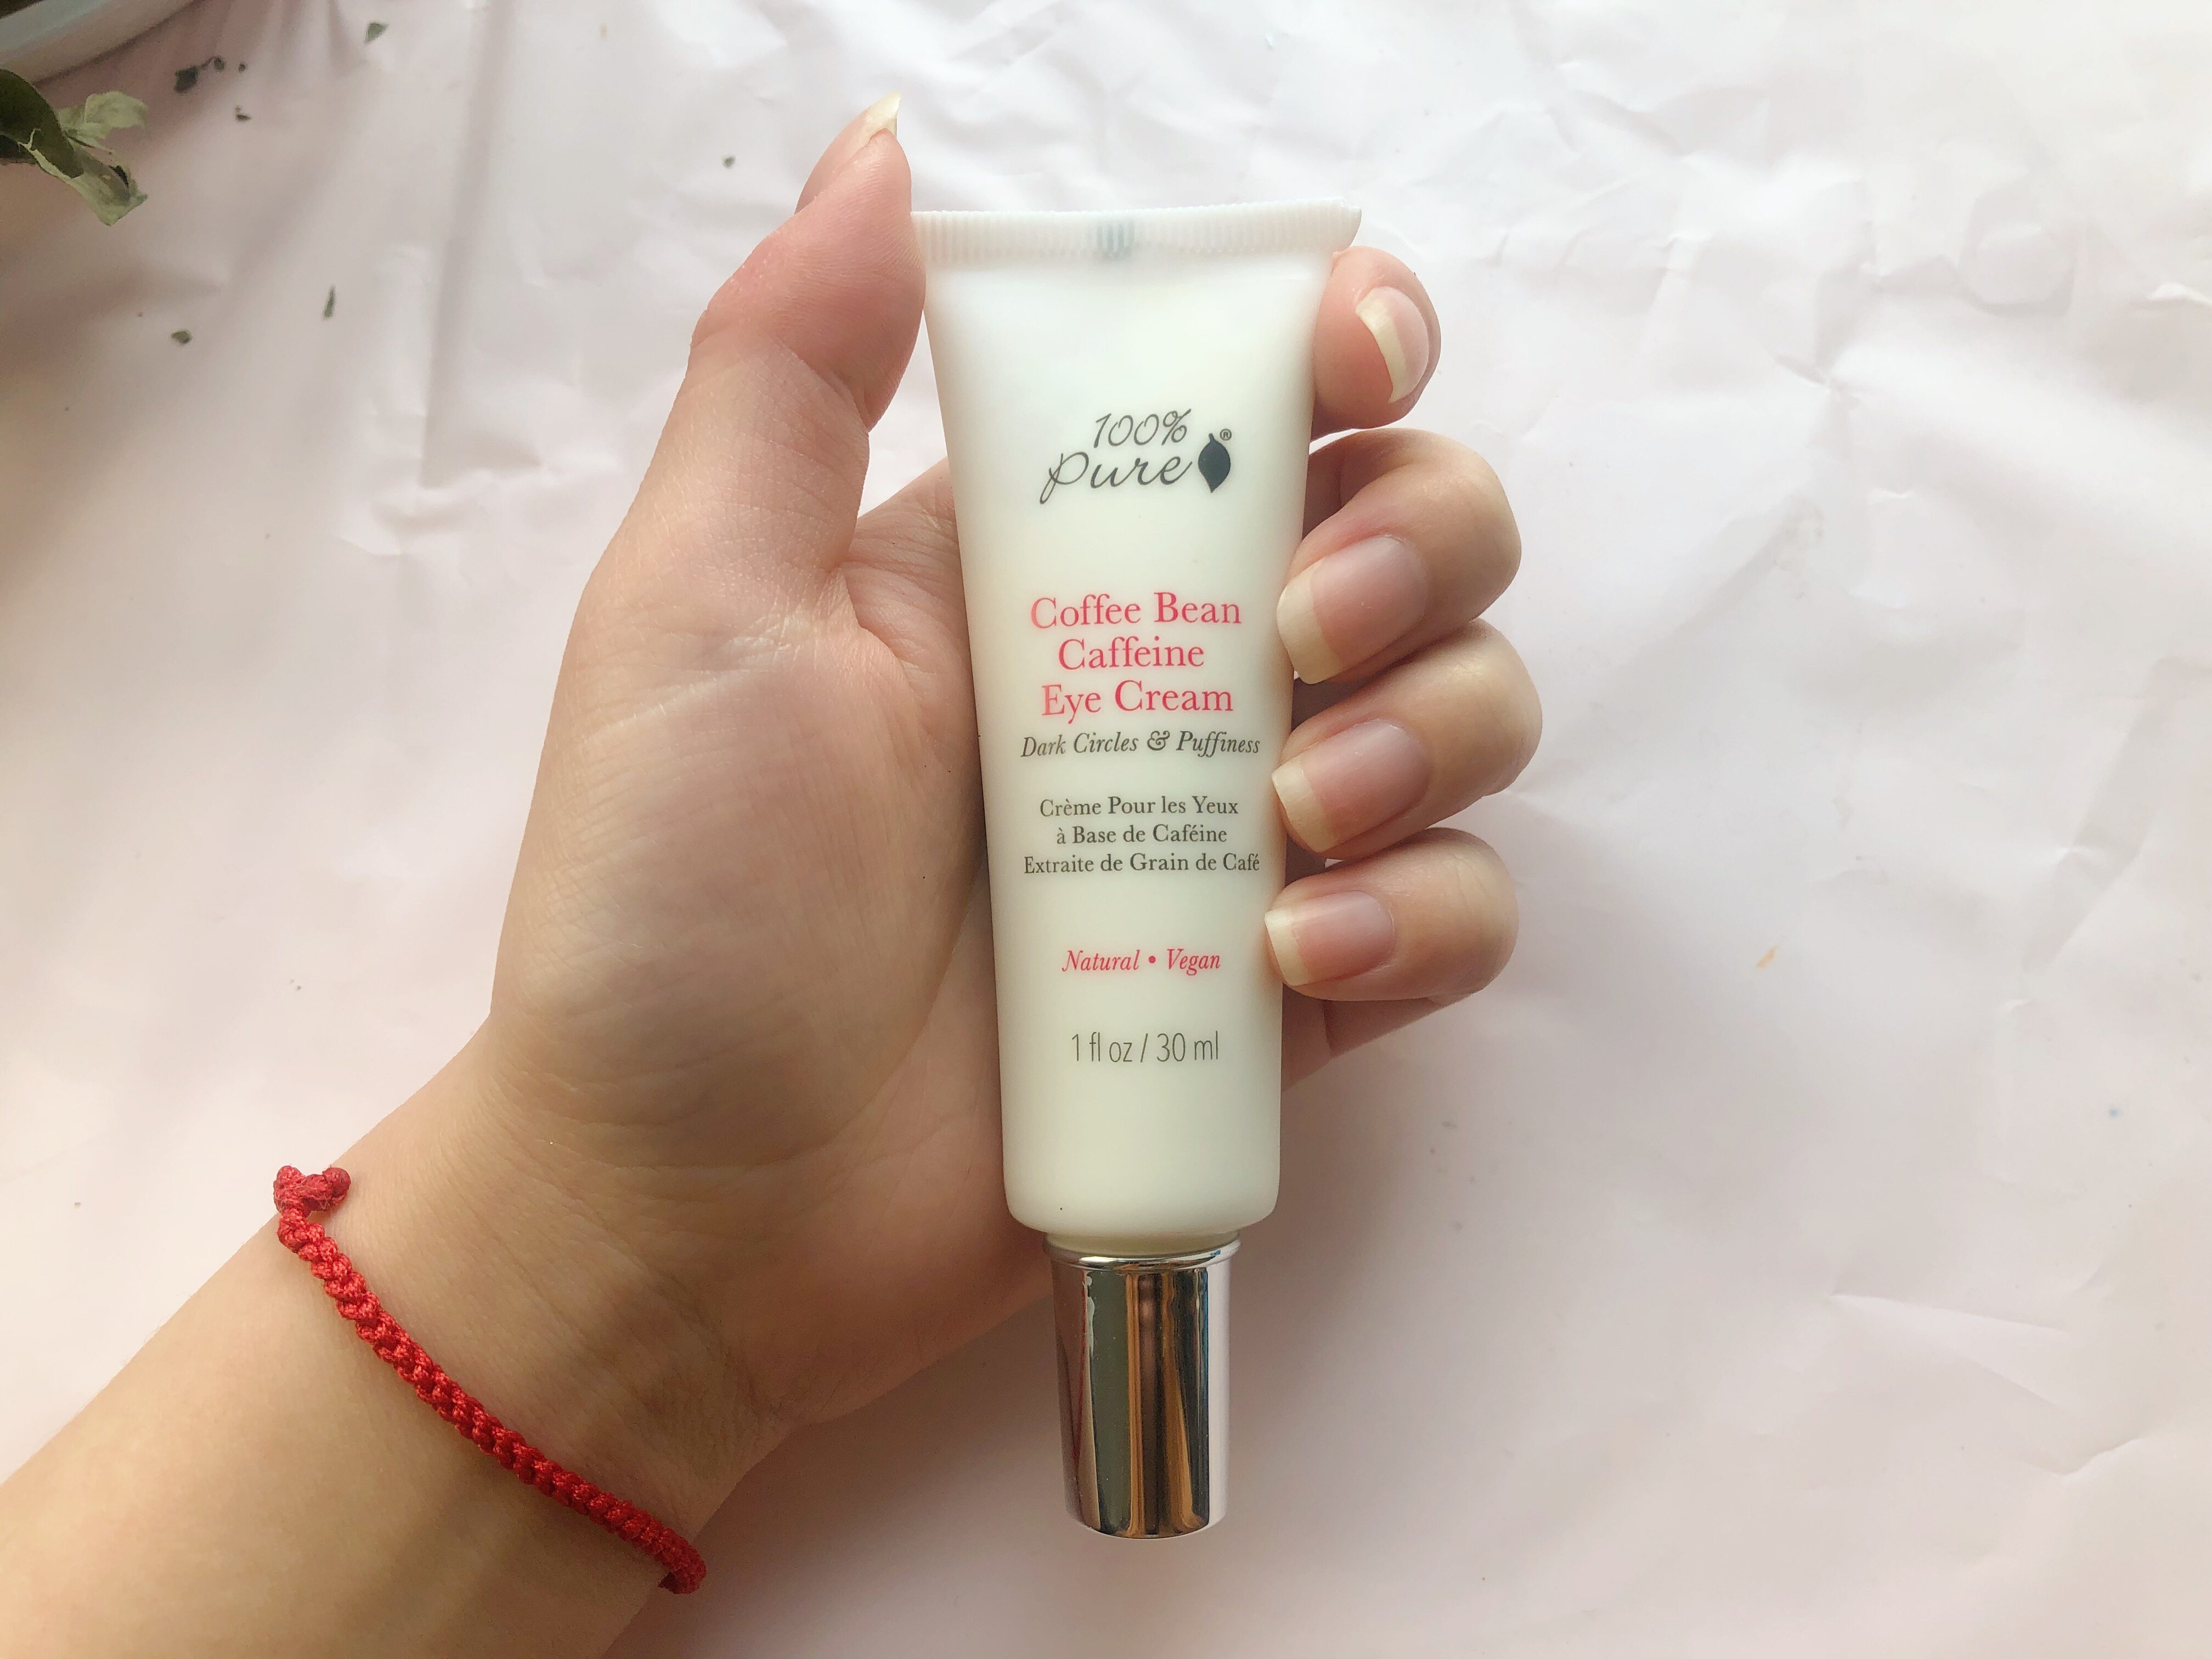 100%
Pure®
Coffee Bean
Caffeine
Eye Cream
Dark Circles & Puffiness
Crème Pour les Yeux
à Base de Caféine
Extraite de Grain de Café
Natural • Vegan
1 fl oz / 30 ml